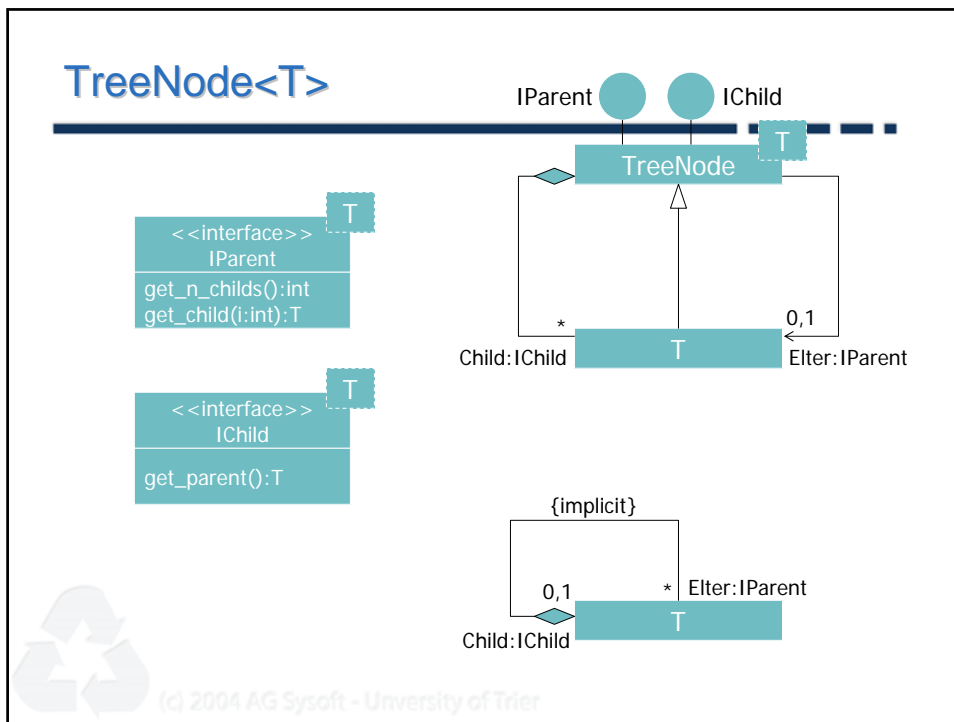 TreeNode<T>
IParent
IChild
T
TreeNode
T
<<interface>>
IParent
get_n_childs():int
get_child(i:int):T
*
0,1
T
Child:IChild
Elter:IParent
T
<<interface>>
IChild
get_parent():T
{implicit}
0,1
*
Elter:IParent
T
Child:IChild
(c) 2004 AG Sysoft - Unversity of Trier